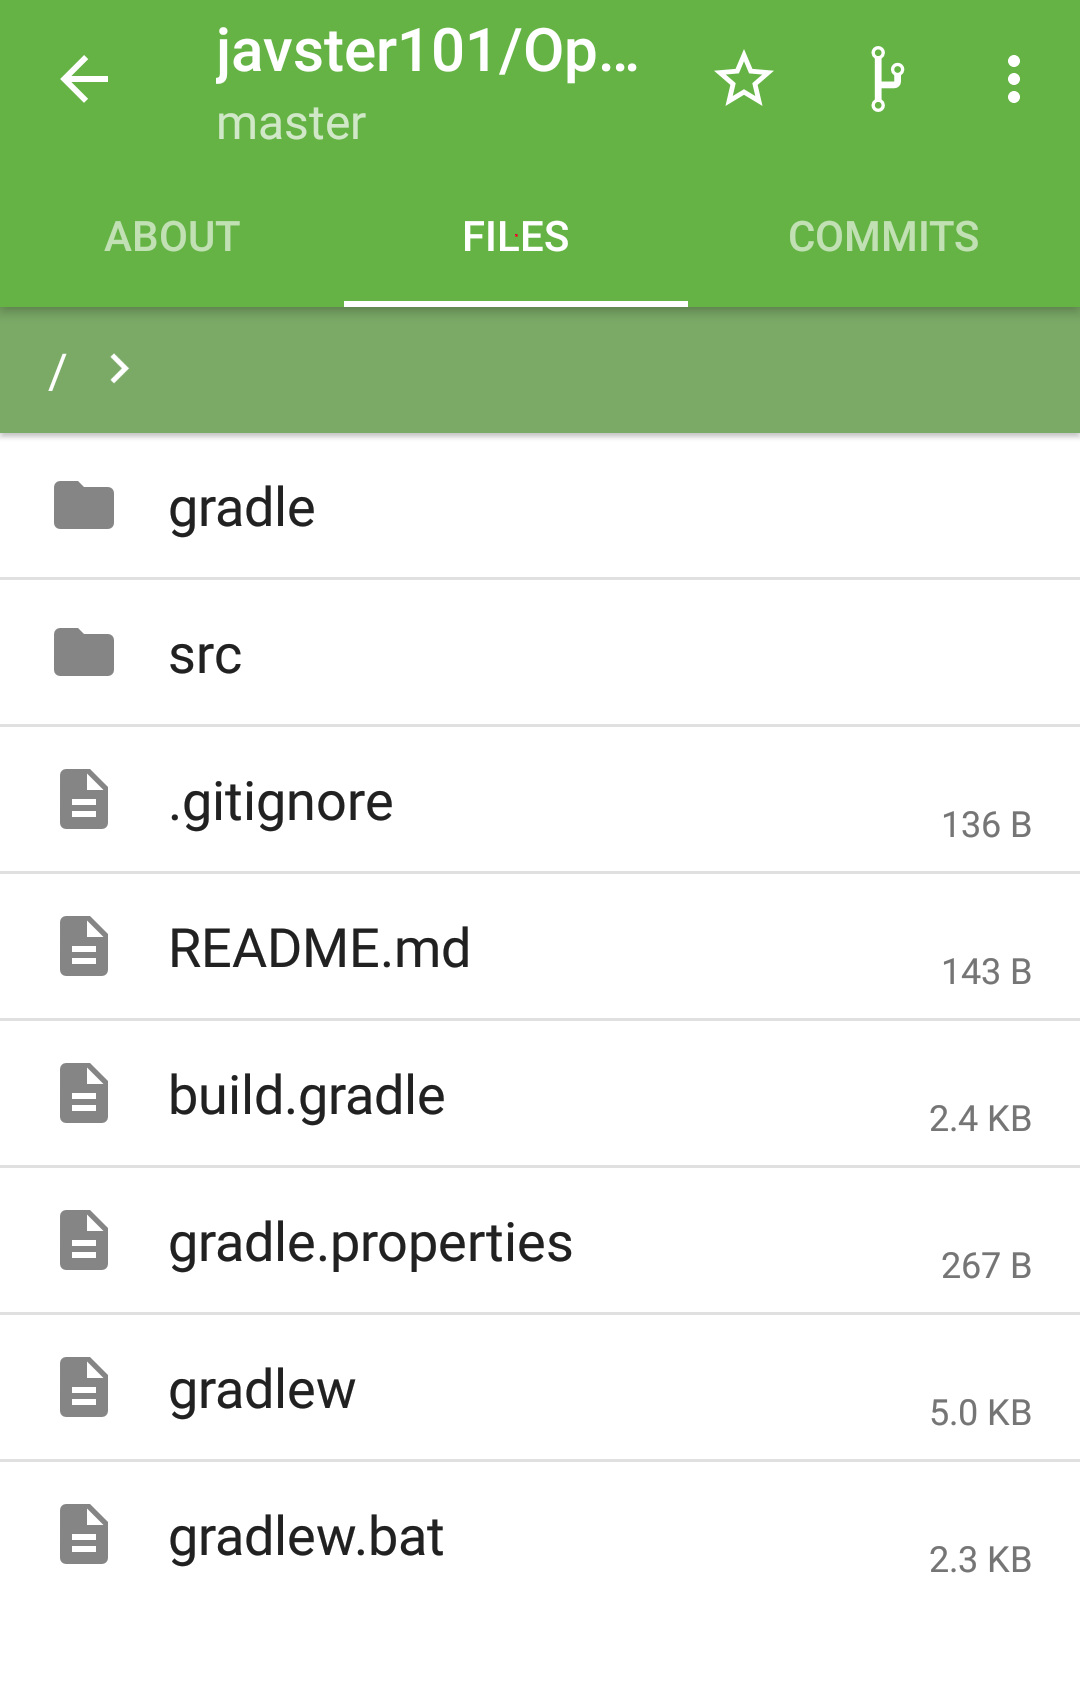 javster101/Op...
master
ABOUT FILES COMMITS
/
gradle
src
.gitignore
136 B
README.md
143 B
build.gradle
2.4 KB
gradle.properties
267 B
gradlew
5.0 KB
gradlew.bat
2.3 KB